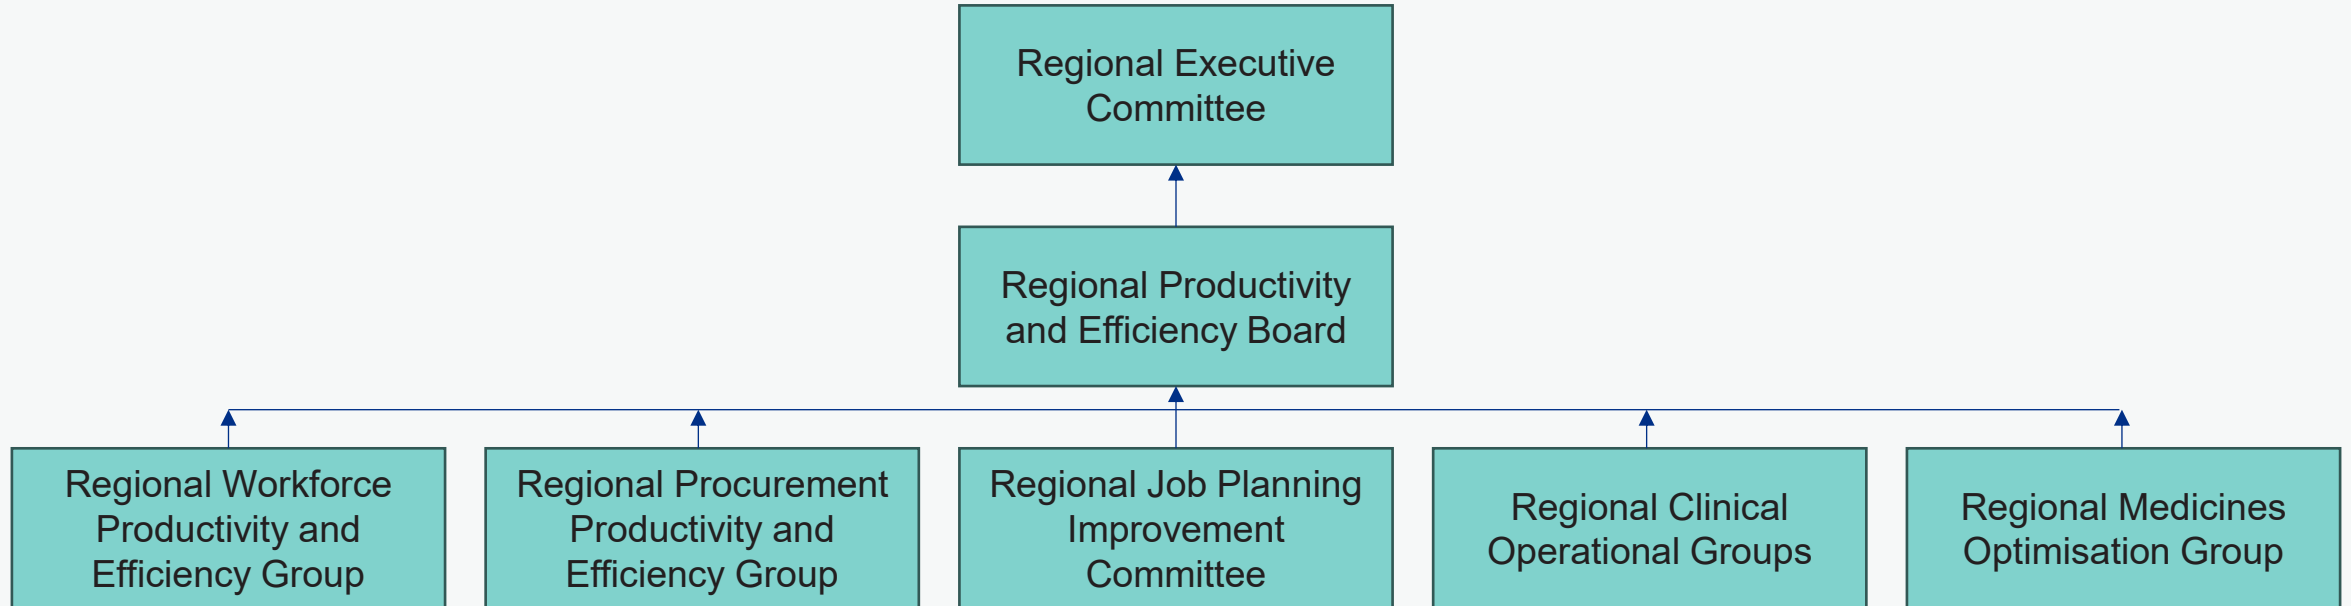 Regional Executive
Committee
Regional Productivity
and Efficiency Board
Regional Workforce
Productivity and
Efficiency Group
Regional Procurement
Productivity and
Efficiency Group
Regional Job Planning
Improvement
Committee
Regional Clinical
Operational Groups
Regional Medicines
Optimisation Group